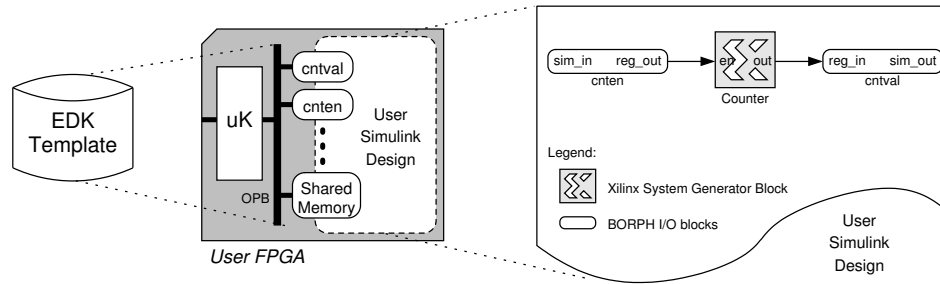 EDK
Template
uK
OPB
cntval
cnten
Shared
Memory
User
Simulink
Design
User FPGA
sim_in reg_out
cnten
en out
Counter
reg_in sim_out
cntval
Legend:
Xilinx System Generator Block
BORPH I/O blocks
User
Simulink
Design